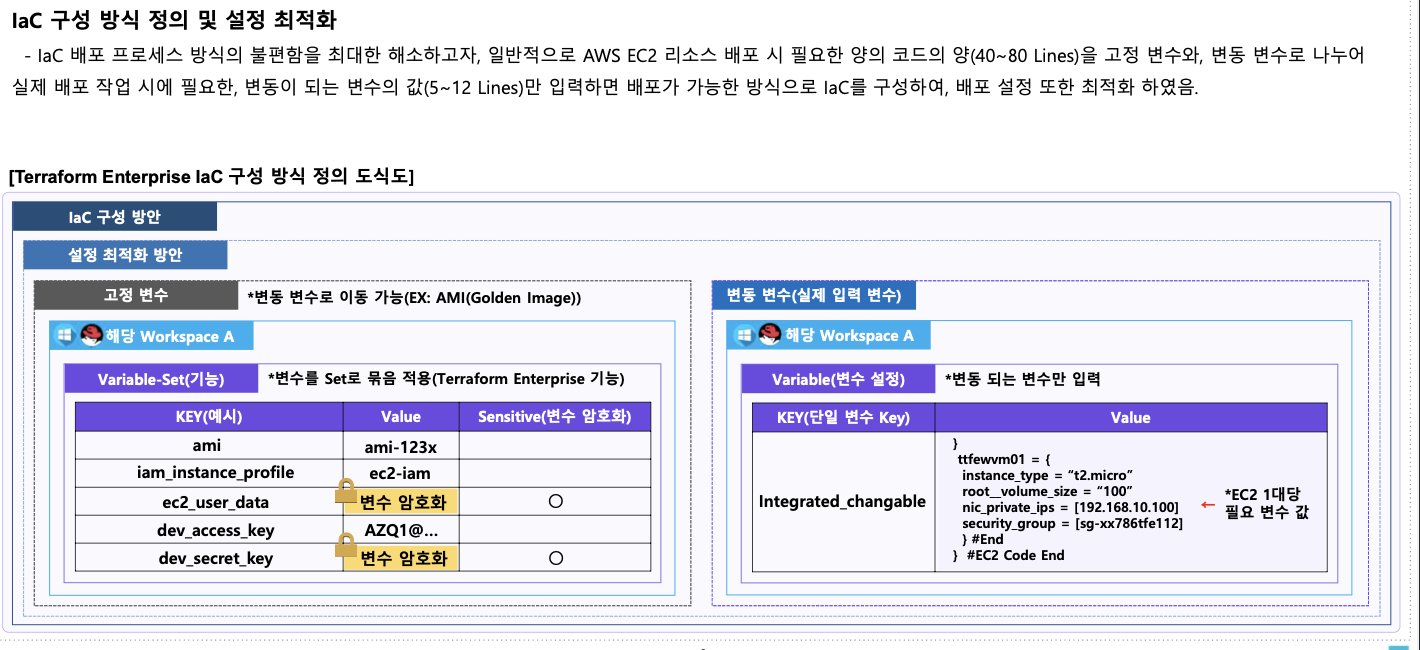 IaC 구성 방식 정의 및 설정 최적화
- IaC 배포 프로세스 방식의 불편함을 최대한 해소하고자, 일반적으로 AWS EC2 리소스 배포 시 필요한 양의 코드의 양(40~80 Lines)을 고정 변수와, 변동 변수로 나누어
실제 배포 작업 시에 필요한, 변동이 되는 변수의 값(5~12 Lines)만 입력하면 배포가 가능한 방식으로 IaC를 구성하여, 배포 설정 또한 최적화 하였음.
[Terraform Enterprise IaC 구성 방식 정의 도식도]
IaC 구성 방안
설정 최적화 방안
고정 변수
*변동 변수로 이동 가능(EX: AMI(Golden Image))
해당 Workspace A
Variable-Set(기능)
*변수를 Set로 묶음 적용(Terraform Enterprise 기능)
KEY(예시) Value Sensitive(변수 암호화)
ami ami-123x
iam_instance_profile ec2-iam
ec2_user_data 변수 암호화 O
dev_access_key AZQ1@...
dev_secret_key 변수 암호화 O
변동 변수(실제 입력 변수)
해당 Workspace A
Variable(변수 설정)
*변동 되는 변수만 입력
KEY(단일 변수 Key) Value
Integrated_changable
}
ttfewvm01 = {
instance_type = “t2.micro”
root_volume_size = “100”
nic_private_ips = [192.168.10.100]
security_group = [sg-xx786tfe112]
} #End
} #EC2 Code End
← *EC2 1대당
필요 변수 값